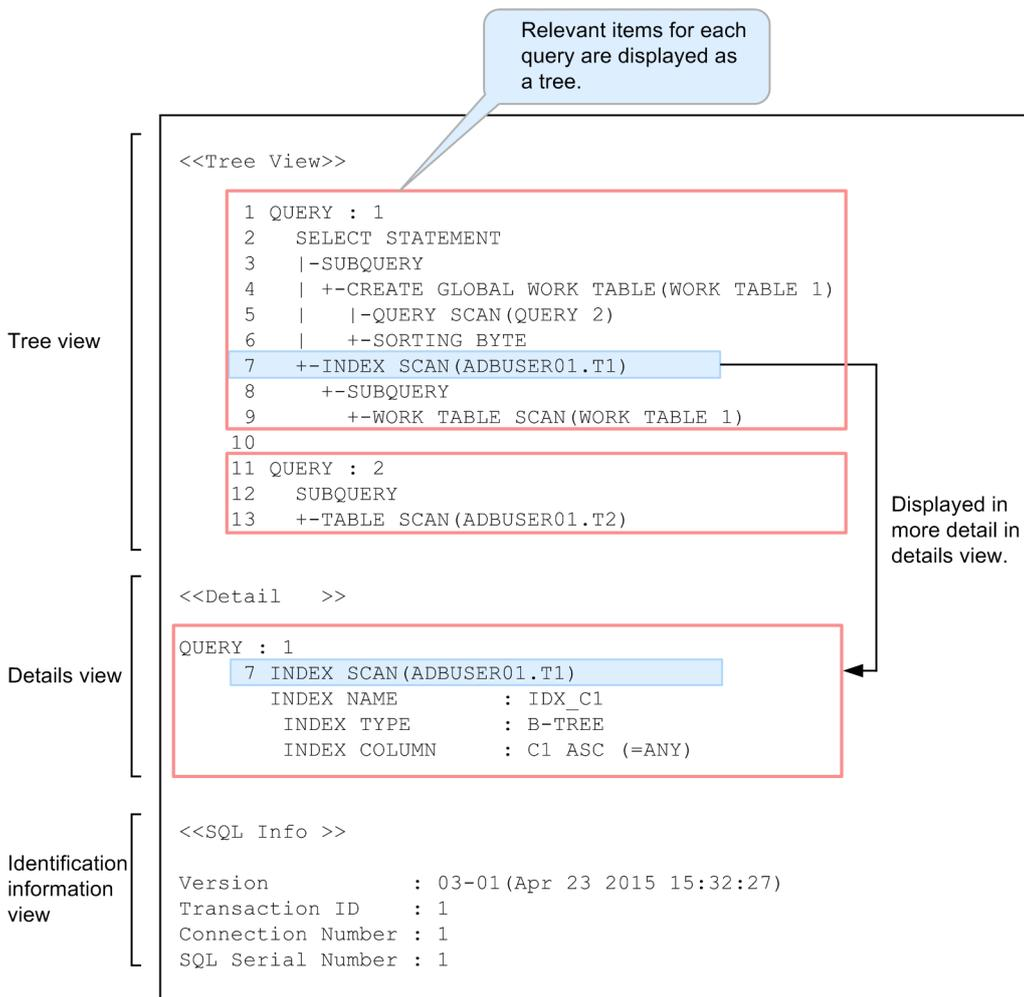 Relevant items for each
query are displayed as
a tree.
<<Tree View>>
1 QUERY : 1
2   SELECT STATEMENT
3   |-SUBQUERY
4   | +-CREATE GLOBAL WORK TABLE(WORK TABLE 1)
5   |   |-QUERY SCAN(QUERY 2)
6   |   +-SORTING BYTE
Tree view
7   +-INDEX SCAN(ADBUSER01.T1)
8     +-SUBQUERY
9       +-WORK TABLE SCAN(WORK TABLE 1)
10
11 QUERY : 2
12   SUBQUERY
13   +-TABLE SCAN(ADBUSER01.T2)
Displayed in
more detail in
details view.
<<Detail   >>
QUERY : 1
Details view
7 INDEX SCAN(ADBUSER01.T1)
INDEX NAME        : IDX_C1
INDEX TYPE       : B-TREE
INDEX COLUMN     : C1 ASC (=ANY)
<<SQL Info >>
Identification
information
view
Version           : 03-01(Apr 23 2015 15:32:27)
Transaction ID    : 1
Connection Number : 1
SQL Serial Number : 1